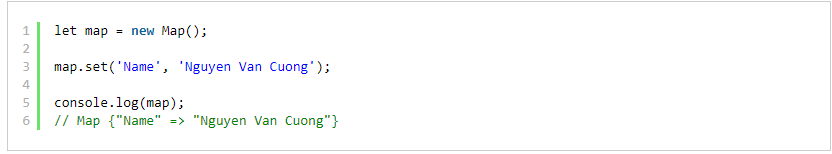 1 let map = new Map();
2
3 map.set('Name', 'Nguyen Van Cuong');
4
5 console.log(map);
6 // Map {"Name" => "Nguyen Van Cuong"}